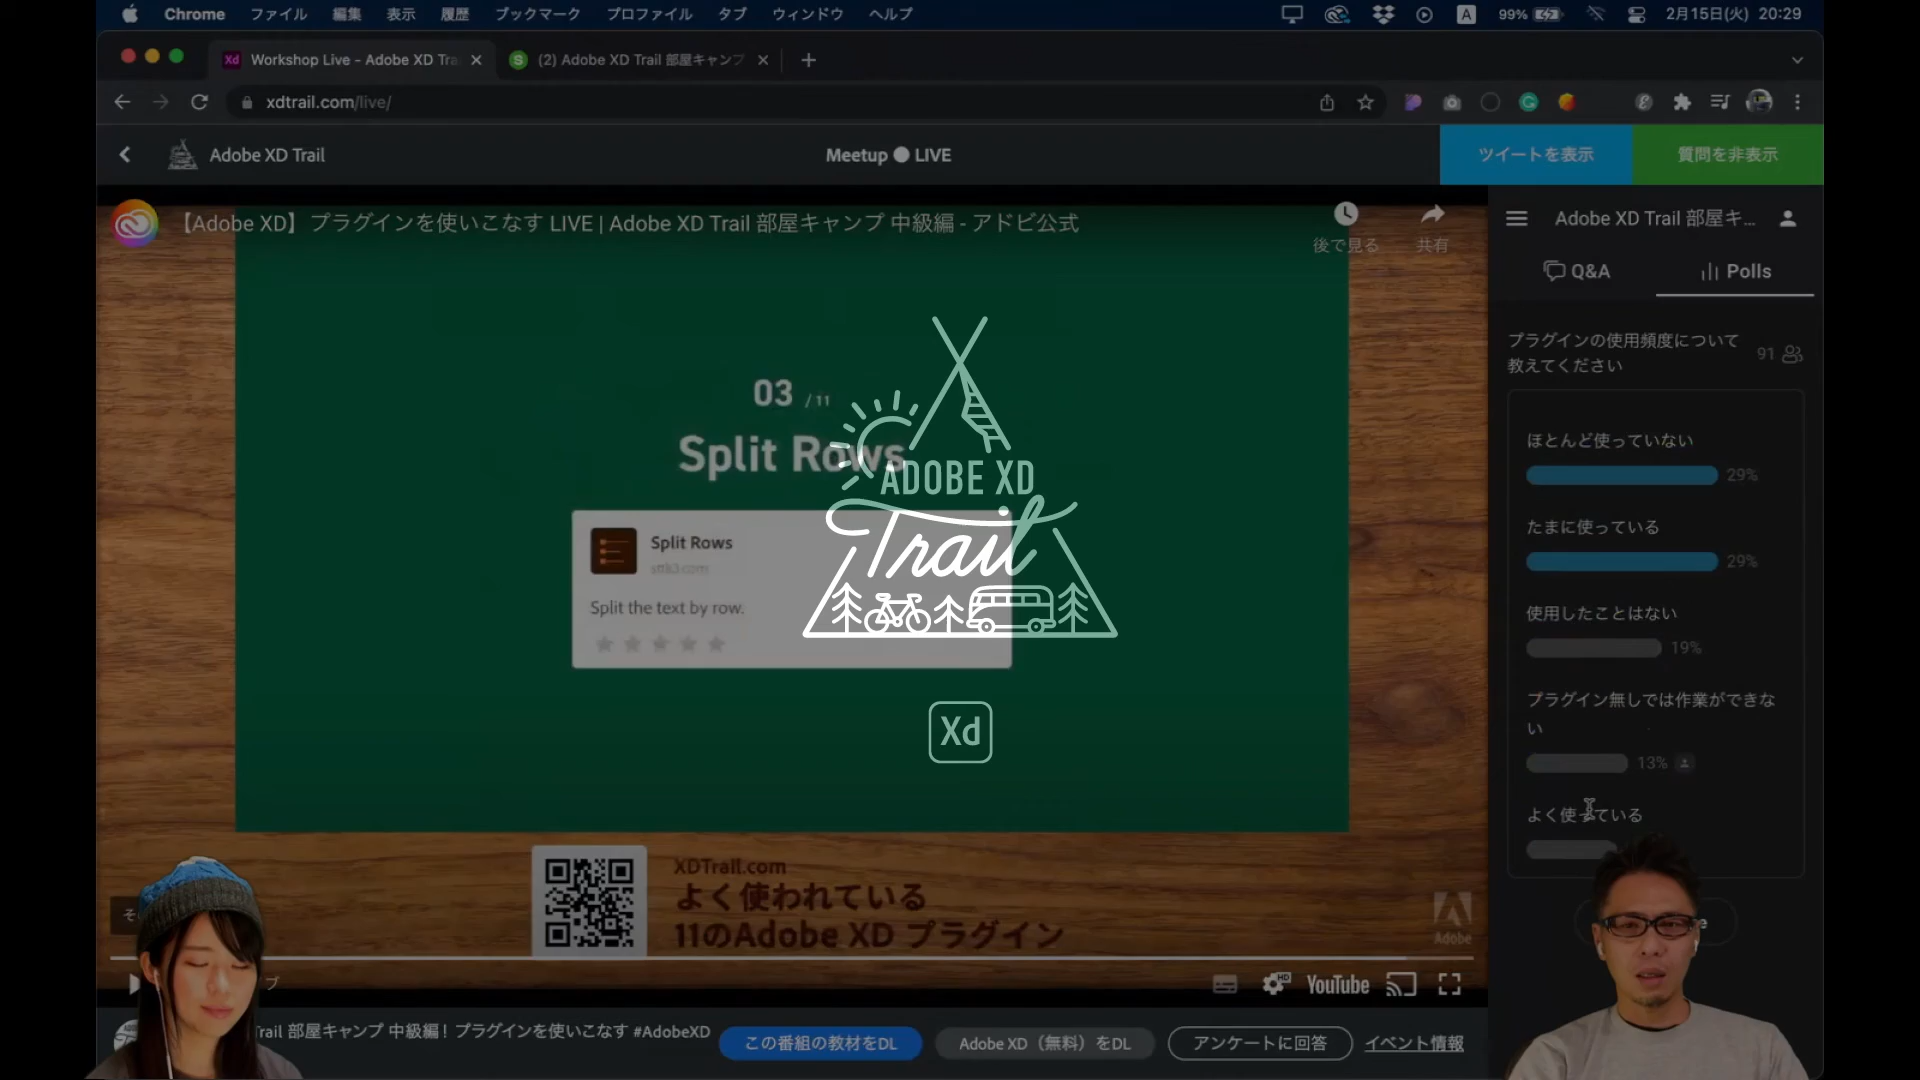 Chrome ファイル 編集 表示 履歴 ブックマーク プロファイル タブ ウィンドウ ヘルプ A 99% 2月15日(火) 20:29
Xd Workshop Live - Adobe XD Tra S (2) Adobe XD Trail 部屋キャンプ
xdtrail.com/live/
Adobe XD Trail Meetup LIVE ツイートを表示 質問を非表示
【Adobe XD】プラグインを使いこなす LIVE | Adobe XD Trail 部屋キャンプ 中級編 - アドビ公式
後で見る 共有
Adobe XD Trail 部屋キ...
Q&A Polls
プラグインの使用頻度について
教えてください
91
ほとんど使っていない
29%
たまに使っている
29%
使用したことはない
19%
プラグイン無しでは作業ができな
い
13%
よく使っている
03 / 11
Split Rows
Split Rows
Split the text by row.
ADOBE XD
Trail
Xd
XDTrail.com
よく使われている
11のAdobe XD プラグイン
Adobe
そ
ブ
HD
YouTube
Trail 部屋キャンプ 中級編！プラグインを使いこなす #AdobeXD
この番組の教材をDL
Adobe XD（無料）をDL
アンケートに回答
イベント情報